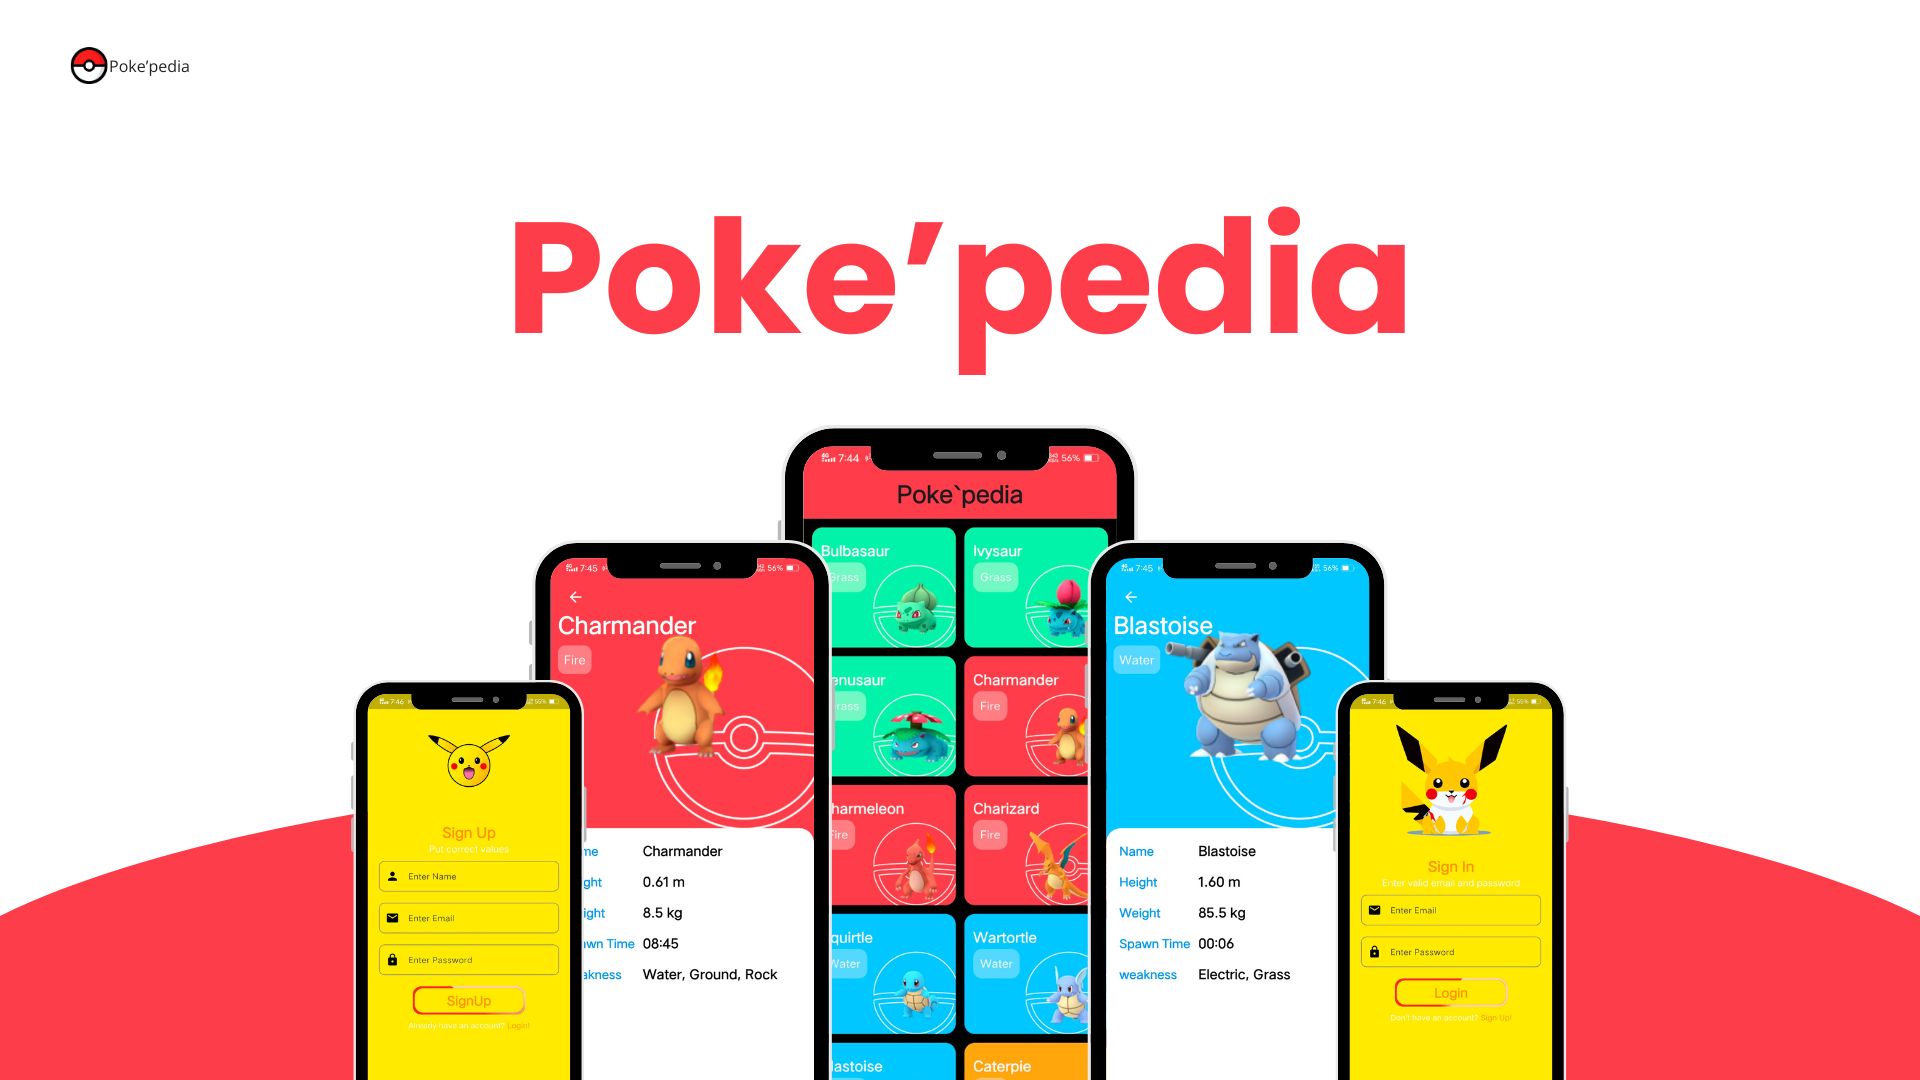 Poke’pedia
Poke’pedia
7:44
56%
Poke`pedia
Bulbasaur
Grass
Ivysaur
Grass
enusaur
rass
Charmander
Fire
harmeleon
Fire
Charizard
Fire
quirtle
Water
Wartortle
Water
lastoise
Caterpie
7:45
56%
Charmander
Fire
me Charmander
ght 0.61 m
ight 8.5 kg
wn Time 08:45
akness Water, Ground, Rock
7:45
56%
Blastoise
Water
Name Blastoise
Height 1.60 m
Weight 85.5 kg
Spawn Time 00:06
weakness Electric, Grass
7:46
55%
Sign Up
Put correct values
Enter Name
Enter Email
Enter Password
SignUp
Already have an account? Login!
7:46
56%
Sign In
Enter valid email and password
Enter Email
Enter Password
Login
Don't have an account? Sign Up!